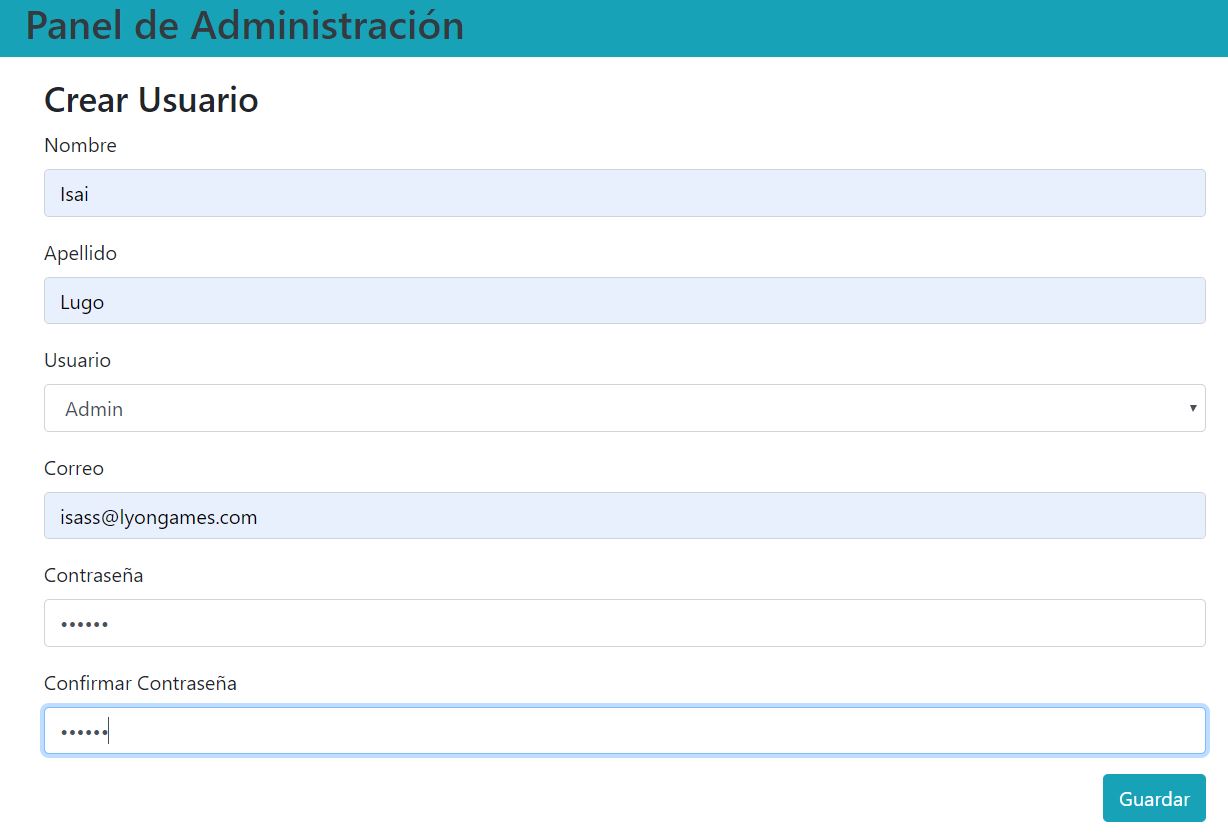 Panel de Administración
Crear Usuario
Nombre
Isai
Apellido
Lugo
Usuario
Admin
Correo
isass@lyongames.com
Contraseña
••••••
Confirmar Contraseña
••••••
Guardar